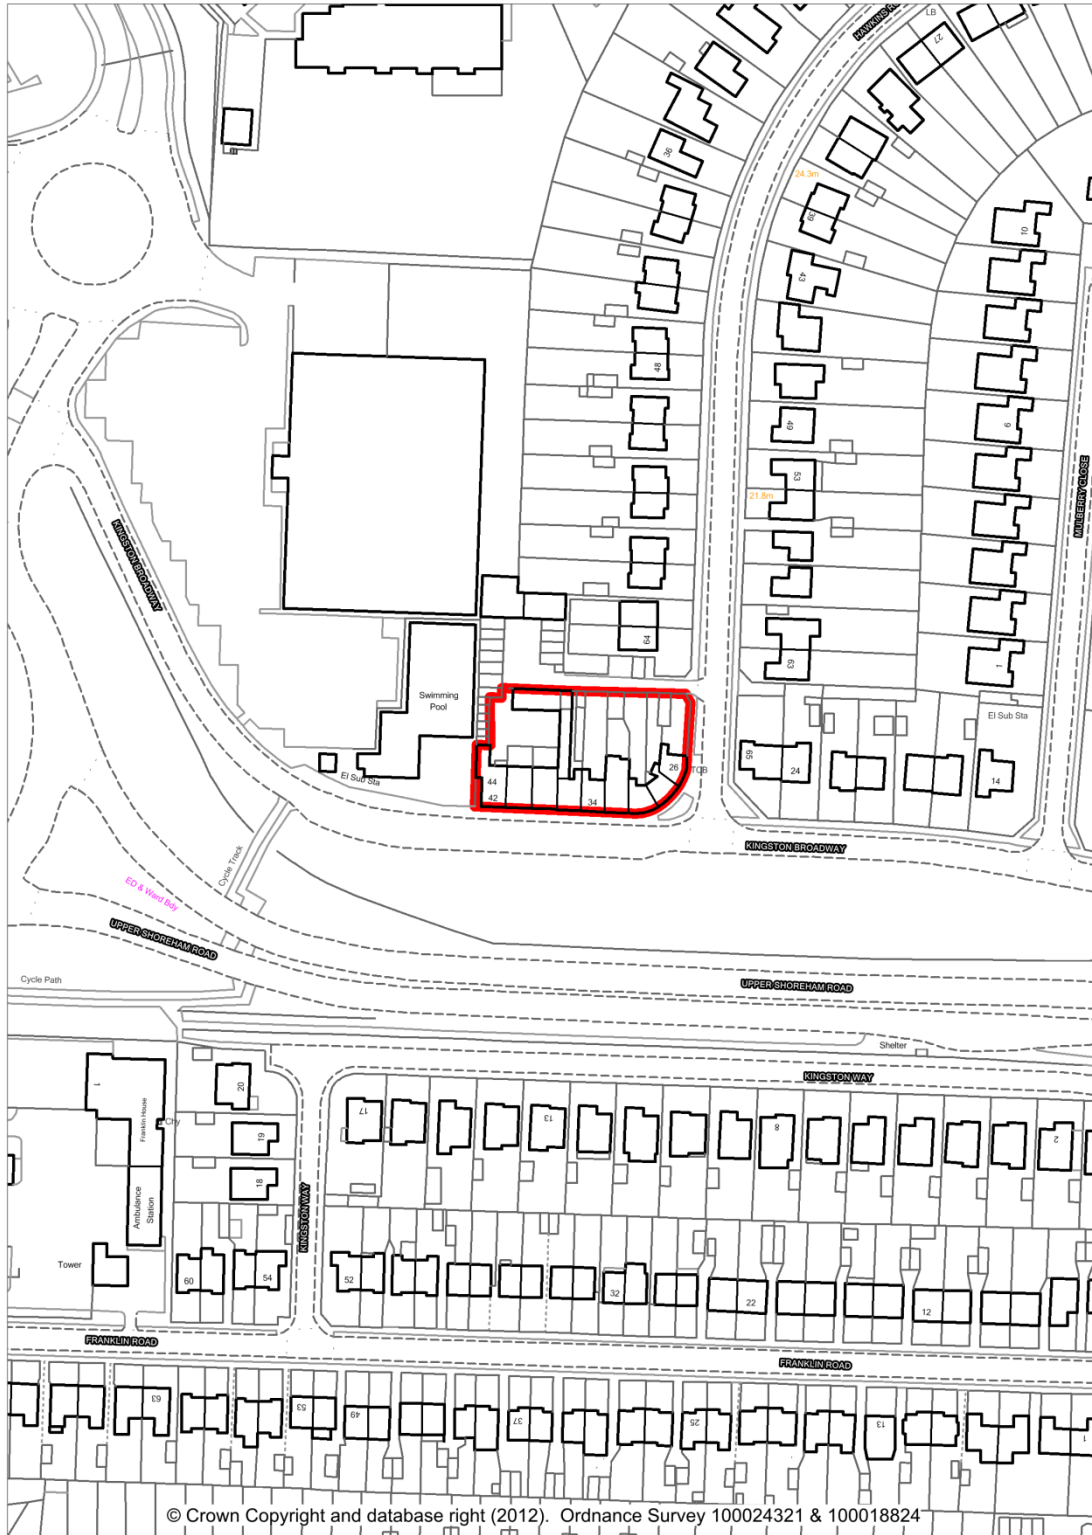 LB
HAWKINS
27
36
24.3m
39
10
43
48
9
49
53
21.8m
MULBERRY CLOSE
KINGSTON BROADWAY
64
63
1
Swimming
Pool
El Sub Sta
65
24
14
26
TCB
44
42
34
El Sub Sta
KINGSTON BROADWAY
Cycle Track
ED & Ward Bdy
UPPER SHOREHAM ROAD
Cycle Path
UPPER SHOREHAM ROAD
Shelter
KINGSTON WAY
1
Franklin House
Chy
20
19
18
17
13
8
2
Ambulance
Station
KINGSTON WAY
Tower
60
54
52
32
22
12
FRANKLIN ROAD
FRANKLIN ROAD
63
53
49
37
25
13
1
© Crown Copyright and database right (2012). Ordnance Survey 100024321 & 100018824